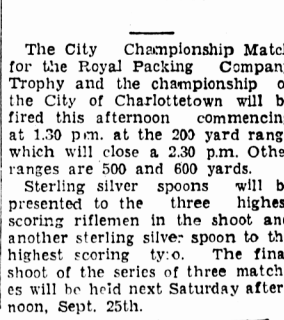 The City Championship Matc
for the Royal Packing Compan
Trophy and the championship o
the City of Charlottetown will b
fired this afternoon commencin
at 1.30 p.m. at the 200 yard rang
which will close a 2.30 p.m. Othe
ranges are 500 and 600 yards.
Sterling silver spoons will b
presented to the three highes
scoring riflemen in the shoot an
another sterling silver spoon to th
highest scoring tyro. The fina
shoot of the series of three match
es will be held next Saturday after
noon, Sept. 25th.